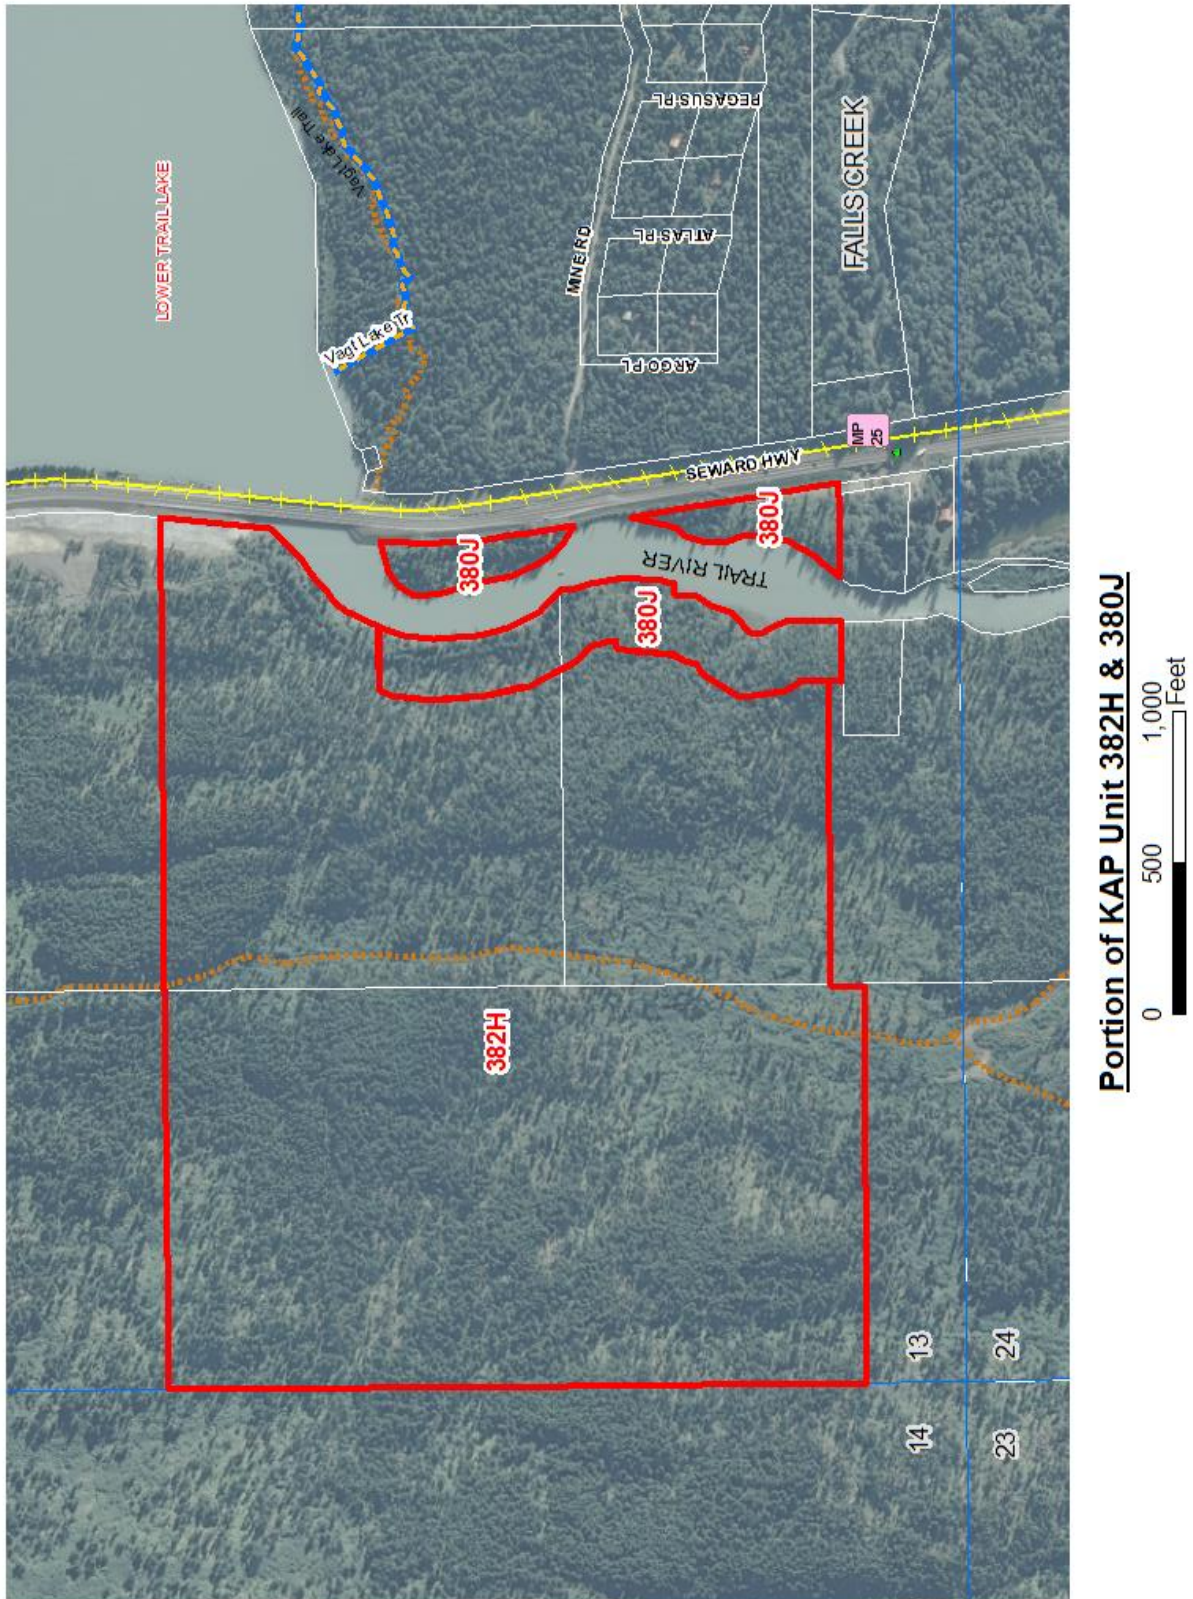 LOWER TRAIL LAKE
Vagt Lake Trail
Vagt Lake Tr
MINE RD
PEGASUS PL
ATLAS PL
ARGO PL
FALLS CREEK
MP
25
SEWARD HWY
380J
380J
TRAIL RIVER
380J
382H
13
24
14
23
Portion of KAP Unit 382H & 380J
0 500 1,000
Feet